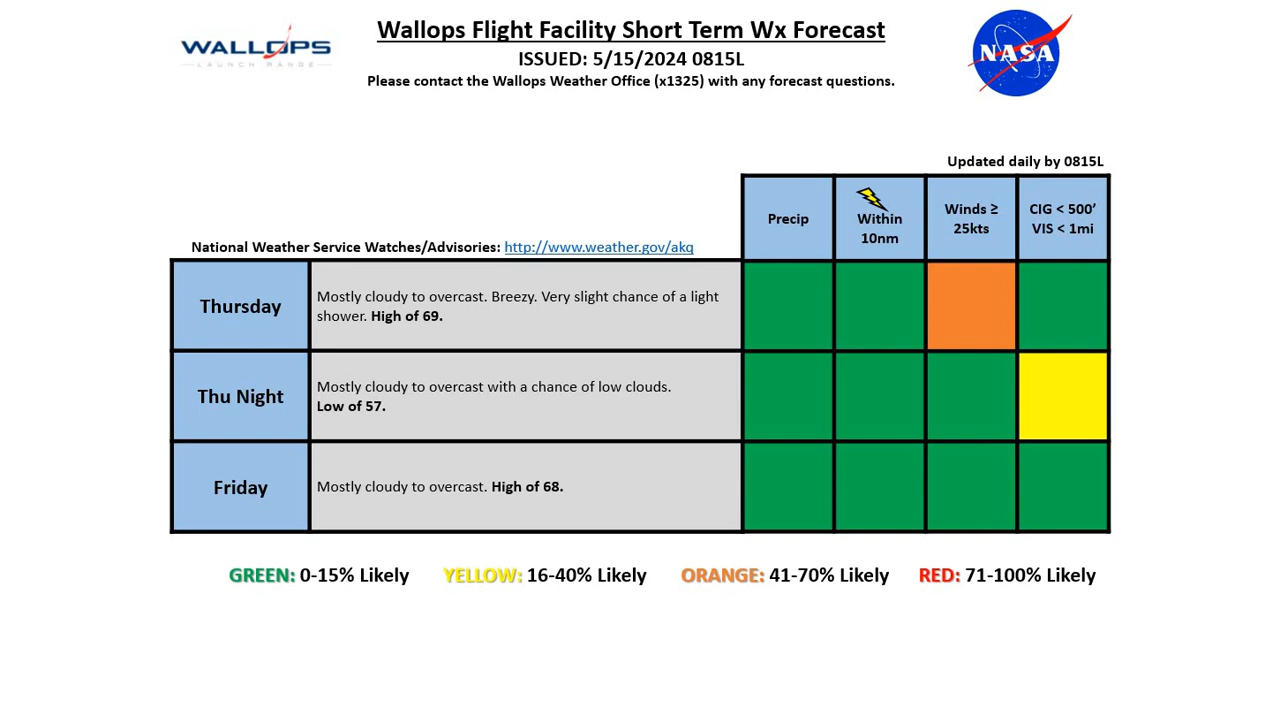 WALLOPS
LAUNCH RANGE
Wallops Flight Facility Short Term Wx Forecast
ISSUED: 5/15/2024 0815L
Please contact the Wallops Weather Office (x1325) with any forecast questions.
NASA
Updated daily by 0815L
National Weather Service Watches/Advisories: http://www.weather.gov/akq
Precip
Within
10nm
Winds ≥
25kts
CIG < 500’
VIS < 1mi
Thursday
Mostly cloudy to overcast. Breezy. Very slight chance of a light
shower. High of 69.
Thu Night
Mostly cloudy to overcast with a chance of low clouds.
Low of 57.
Friday
Mostly cloudy to overcast. High of 68.
GREEN: 0-15% Likely YELLOW: 16-40% Likely ORANGE: 41-70% Likely RED: 71-100% Likely